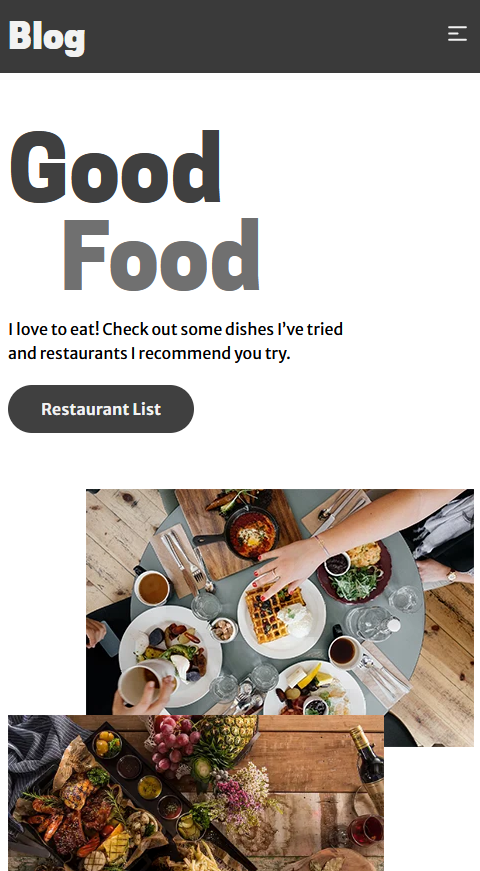 Blog
Good
Food
I love to eat! Check out some dishes I’ve tried
and restaurants I recommend you try.
Restaurant List